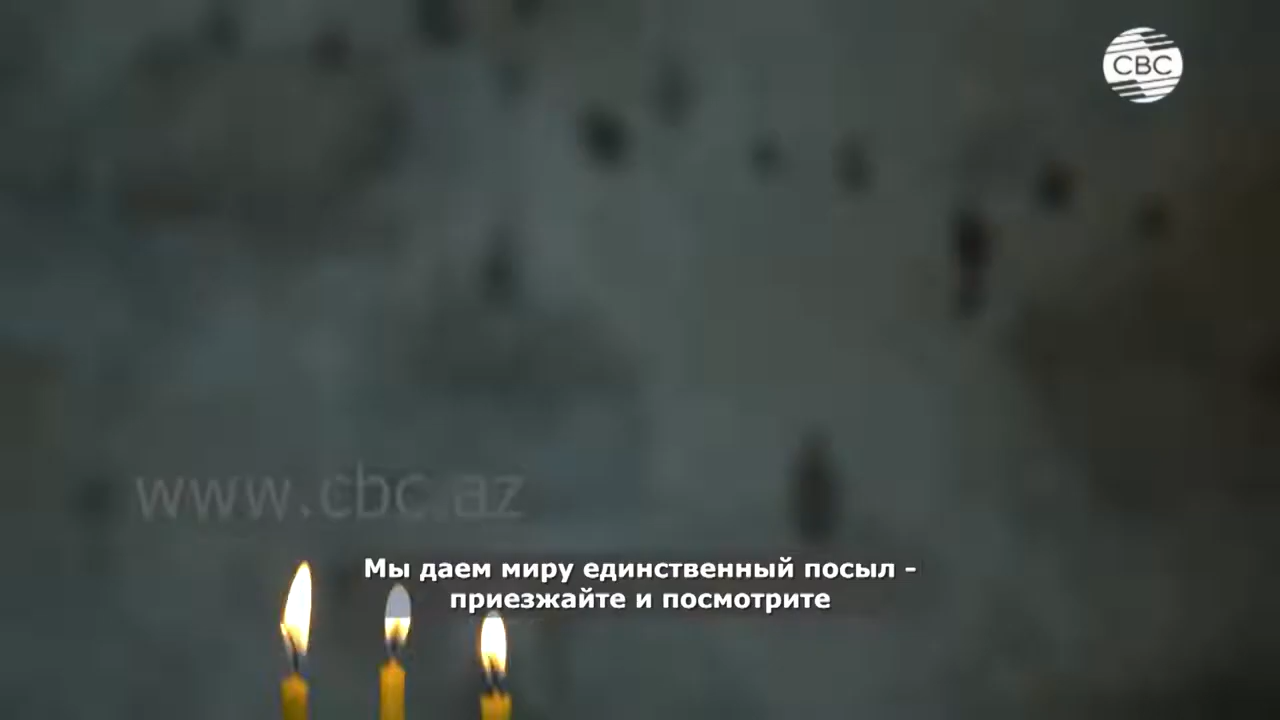 CBC
www.cbc.az
Мы даем миру единственный посыл -
приезжайте и посмотрите